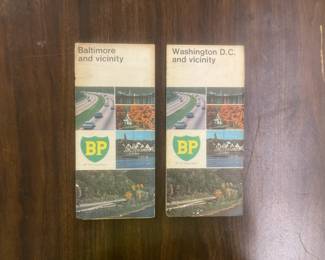 Baltimore
and vicinity
BP
Washington D.C.
and vicinity
BP